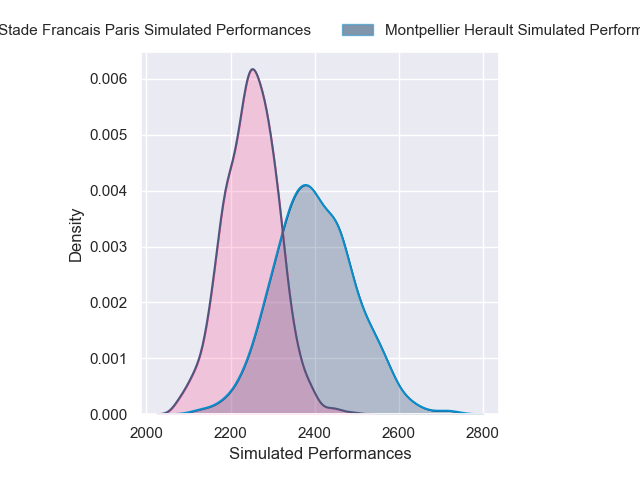 Stade Francais Paris Simulated Performances
Montpellier Herault Simulated Perform
0.006
0.005
0.004
0.003
0.002
0.001
0.000
Density
2000 2200 2400 2600 2800
Simulated Performances